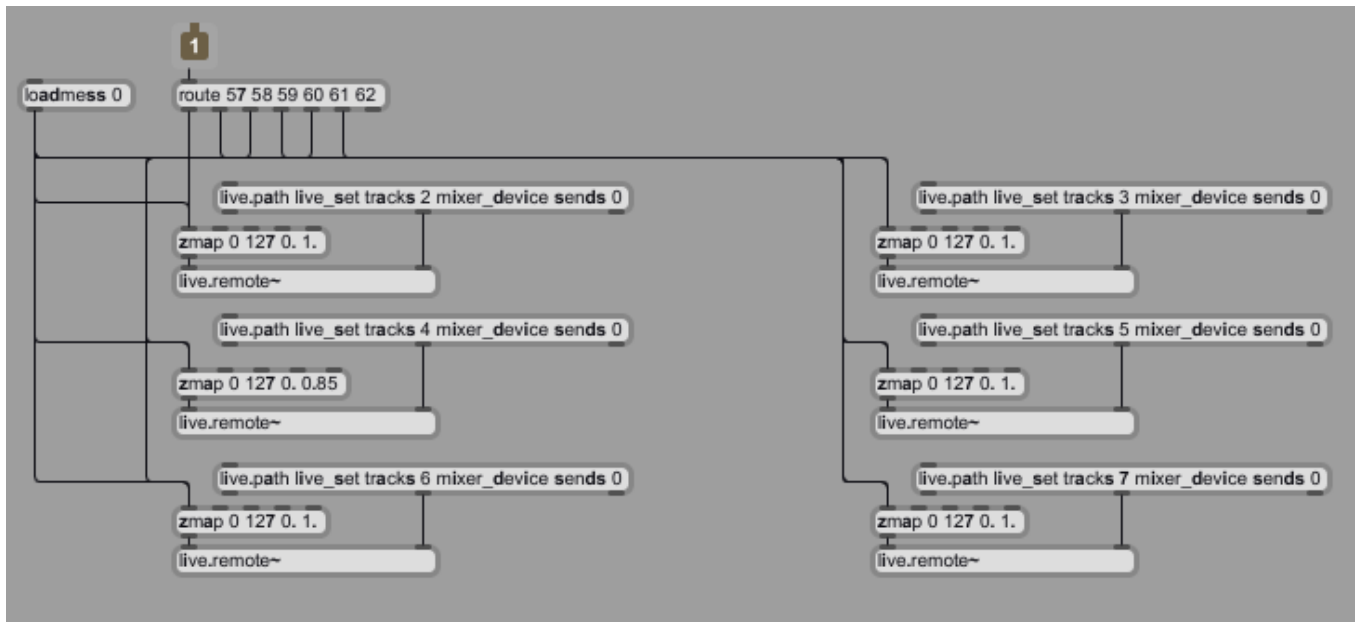 1
loadmess 0
route 57 58 59 60 61 62
live.path live_set tracks 2 mixer_device sends 0
live.path live_set tracks 3 mixer_device sends 0
zmap 0 127 0. 1.
zmap 0 127 0. 1.
live.remote~
live.remote~
live.path live_set tracks 4 mixer_device sends 0
live.path live_set tracks 5 mixer_device sends 0
zmap 0 127 0. 0.85
zmap 0 127 0. 1.
live.remote~
live.remote~
live.path live_set tracks 6 mixer_device sends 0
live.path live_set tracks 7 mixer_device sends 0
zmap 0 127 0. 1.
zmap 0 127 0. 1.
live.remote~
live.remote~